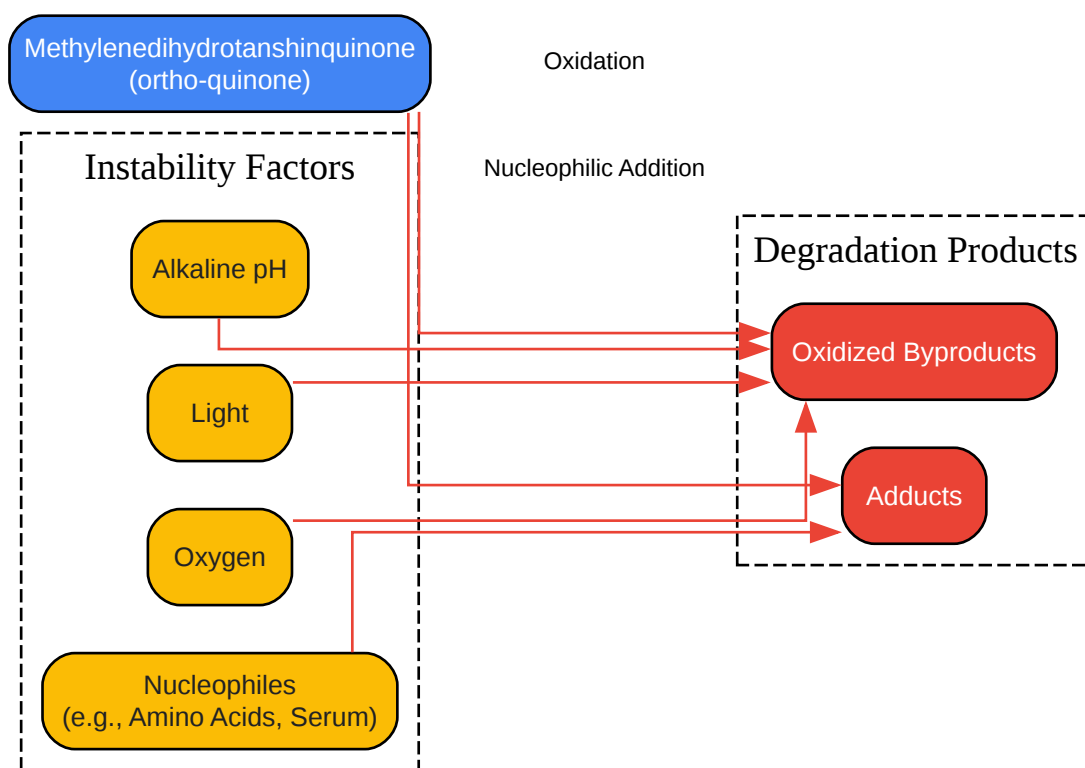 Methylenedihydrotanshinquinone
(ortho-quinone)
Oxidation
Instability Factors
Nucleophilic Addition
Alkaline pH
Degradation Products
Light
Oxidized Byproducts
Oxygen
Adducts
Nucleophiles
(e.g., Amino Acids, Serum)